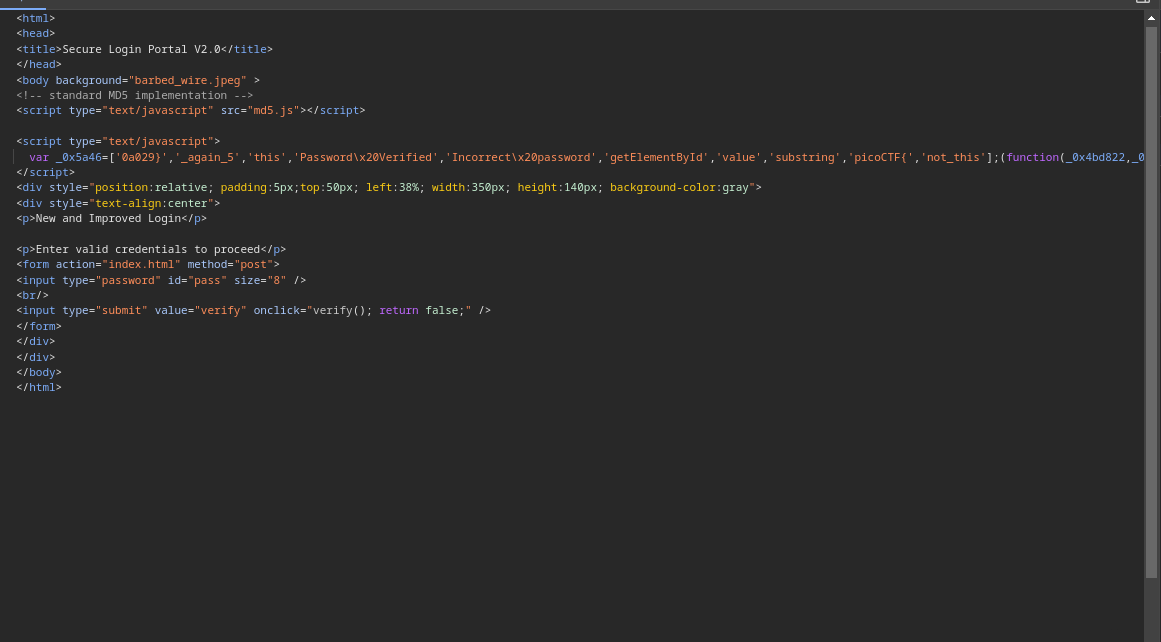 <html>
<head>
<title>Secure Login Portal V2.0</title>
</head>
<body background="barbed_wire.jpeg" >
<!-- standard MD5 implementation -->
<script type="text/javascript" src="md5.js"></script>
<script type="text/javascript">
var _0x5a46=['0a029}','_again_5','this','Password\x20Verified','Incorrect\x20password','getElementById','value','substring','picoCTF{','not_this'];(function(_0x4bd822,_0
</script>
<div style="position:relative; padding:5px;top:50px; left:38%; width:350px; height:140px; background-color:gray">
<div style="text-align:center">
<p>New and Improved Login</p>
<p>Enter valid credentials to proceed</p>
<form action="index.html" method="post">
<input type="password" id="pass" size="8" />
<br/>
<input type="submit" value="verify" onclick="verify(); return false;" />
</form>
</div>
</div>
</body>
</html>